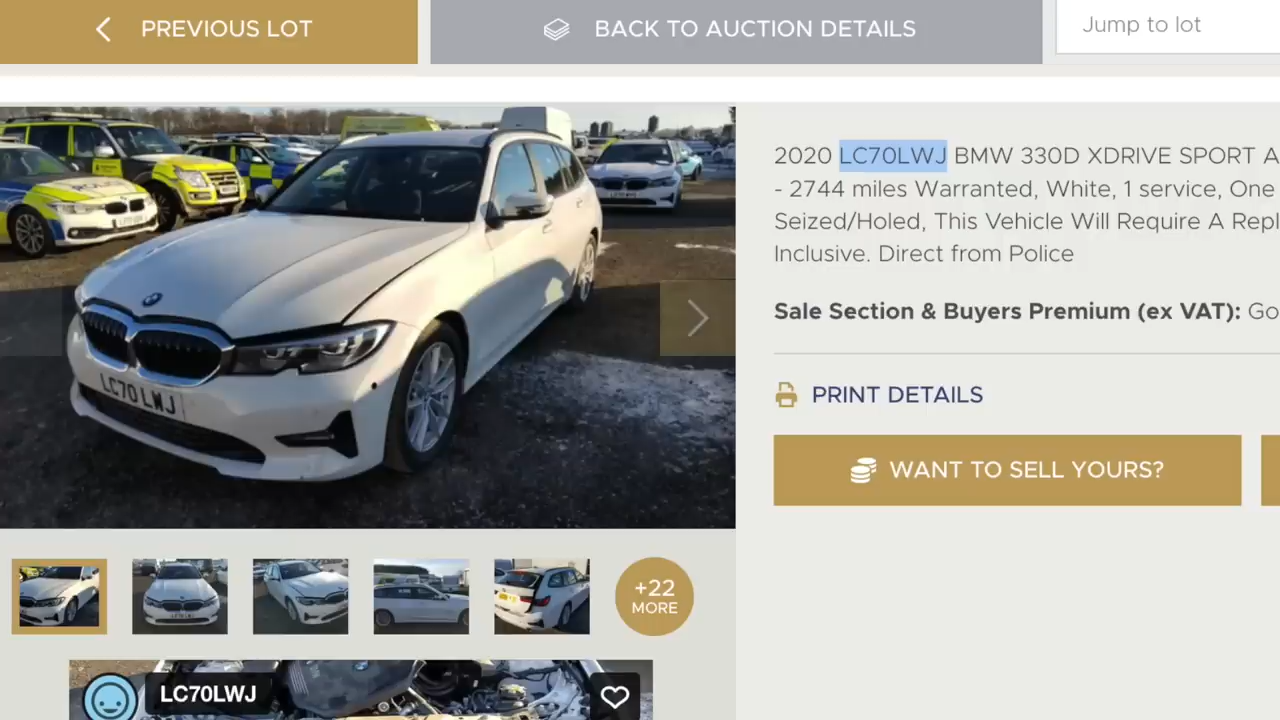 PREVIOUS LOT
BACK TO AUCTION DETAILS
Jump to lot
2020 LC70LWJ BMW 330D XDRIVE SPORT A
- 2744 miles Warranted, White, 1 service, One
Seized/Holed, This Vehicle Will Require A Repl
Inclusive. Direct from Police
Sale Section & Buyers Premium (ex VAT): Go
PRINT DETAILS
WANT TO SELL YOURS?
LC70 LWJ
+22
MORE
LC70LWJ